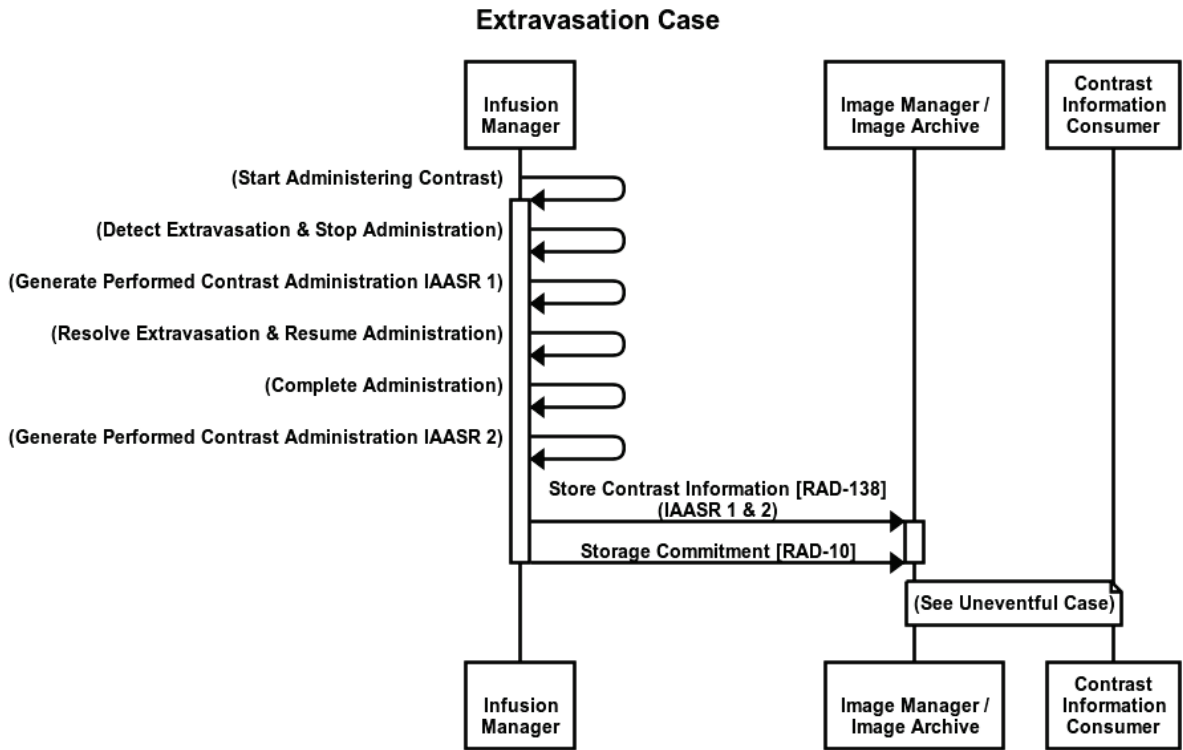 Extravasation Case
Infusion
Manager
Image Manager /
Image Archive
Contrast
Information
Consumer
(Start Administering Contrast)
(Detect Extravasation & Stop Administration)
(Generate Performed Contrast Administration IAASR 1)
(Resolve Extravasation & Resume Administration)
(Complete Administration)
(Generate Performed Contrast Administration IAASR 2)
Store Contrast Information [RAD-138]
(IAASR 1 & 2)
Storage Commitment [RAD-10]
(See Uneventful Case)
Infusion
Manager
Image Manager /
Image Archive
Contrast
Information
Consumer